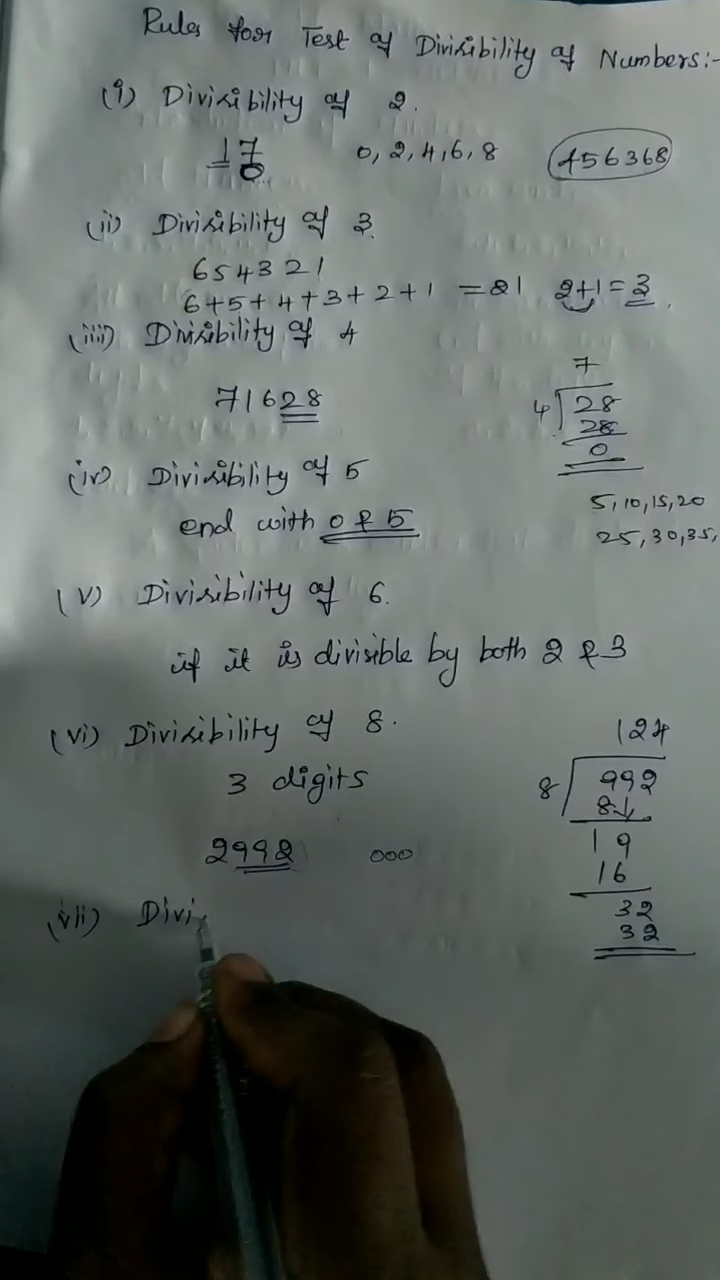 Rules for Test of Divisibility of Numbers:-
(i) Divisibility of 2.
17 0, 2, 4, 6, 8 456368
0
(ii) Divisibility of 3.
654321
6+5+4+3+2+1 = 21 2+1 = 3.
(iii) Divisibility of 4
71628
7
4 28
28
0
(iv) Divisibility of 5
end with 0 & 5
5, 10, 15, 20
25, 30, 35,
(v) Divisibility of 6.
if it is divisible by both 2 & 3
(vi) Divisibility of 8.
3 digits
2992 000
124
8 992
8↓
19
16
32
32
(vii) Divi